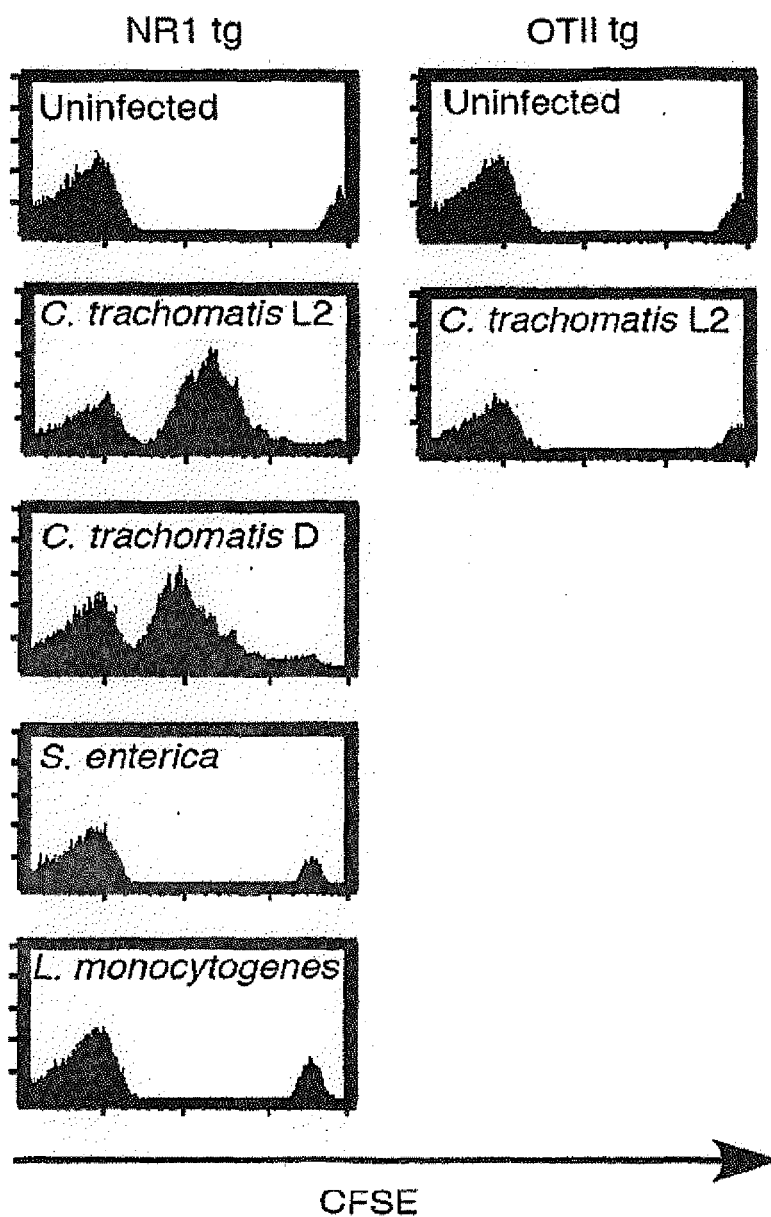 NR1 tg
OTII tg
Uninfected
Uninfected
C. trachomatis L2
C. trachomatis L2
C. trachomatis D
S. enterica
L. monocytogenes
CFSE